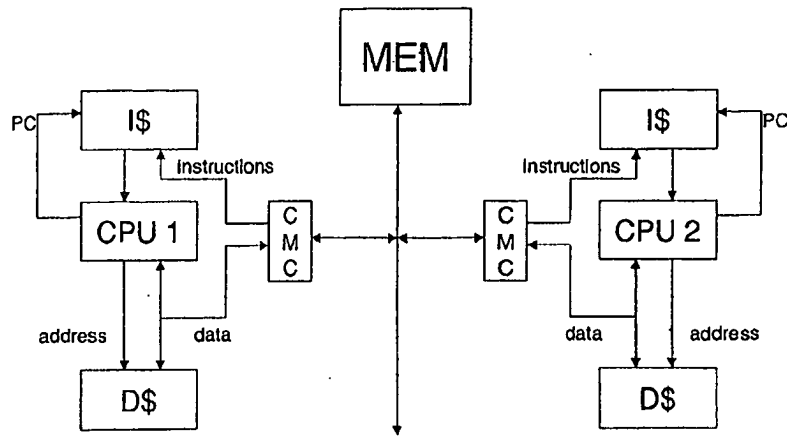 MEM
PC
I$
instructions
CPU 1
C
M
C
address
data
D$
I$
PC
instructions
C
M
C
CPU 2
data
address
D$